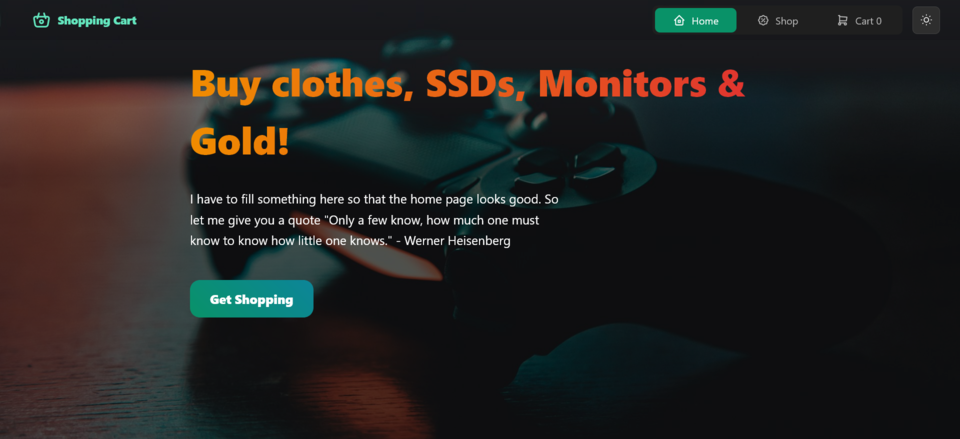 Shopping Cart
Home
Shop
Cart 0
Buy clothes, SSDs, Monitors &
Gold!
I have to fill something here so that the home page looks good. So
let me give you a quote "Only a few know, how much one must
know to know how little one knows." - Werner Heisenberg
Get Shopping